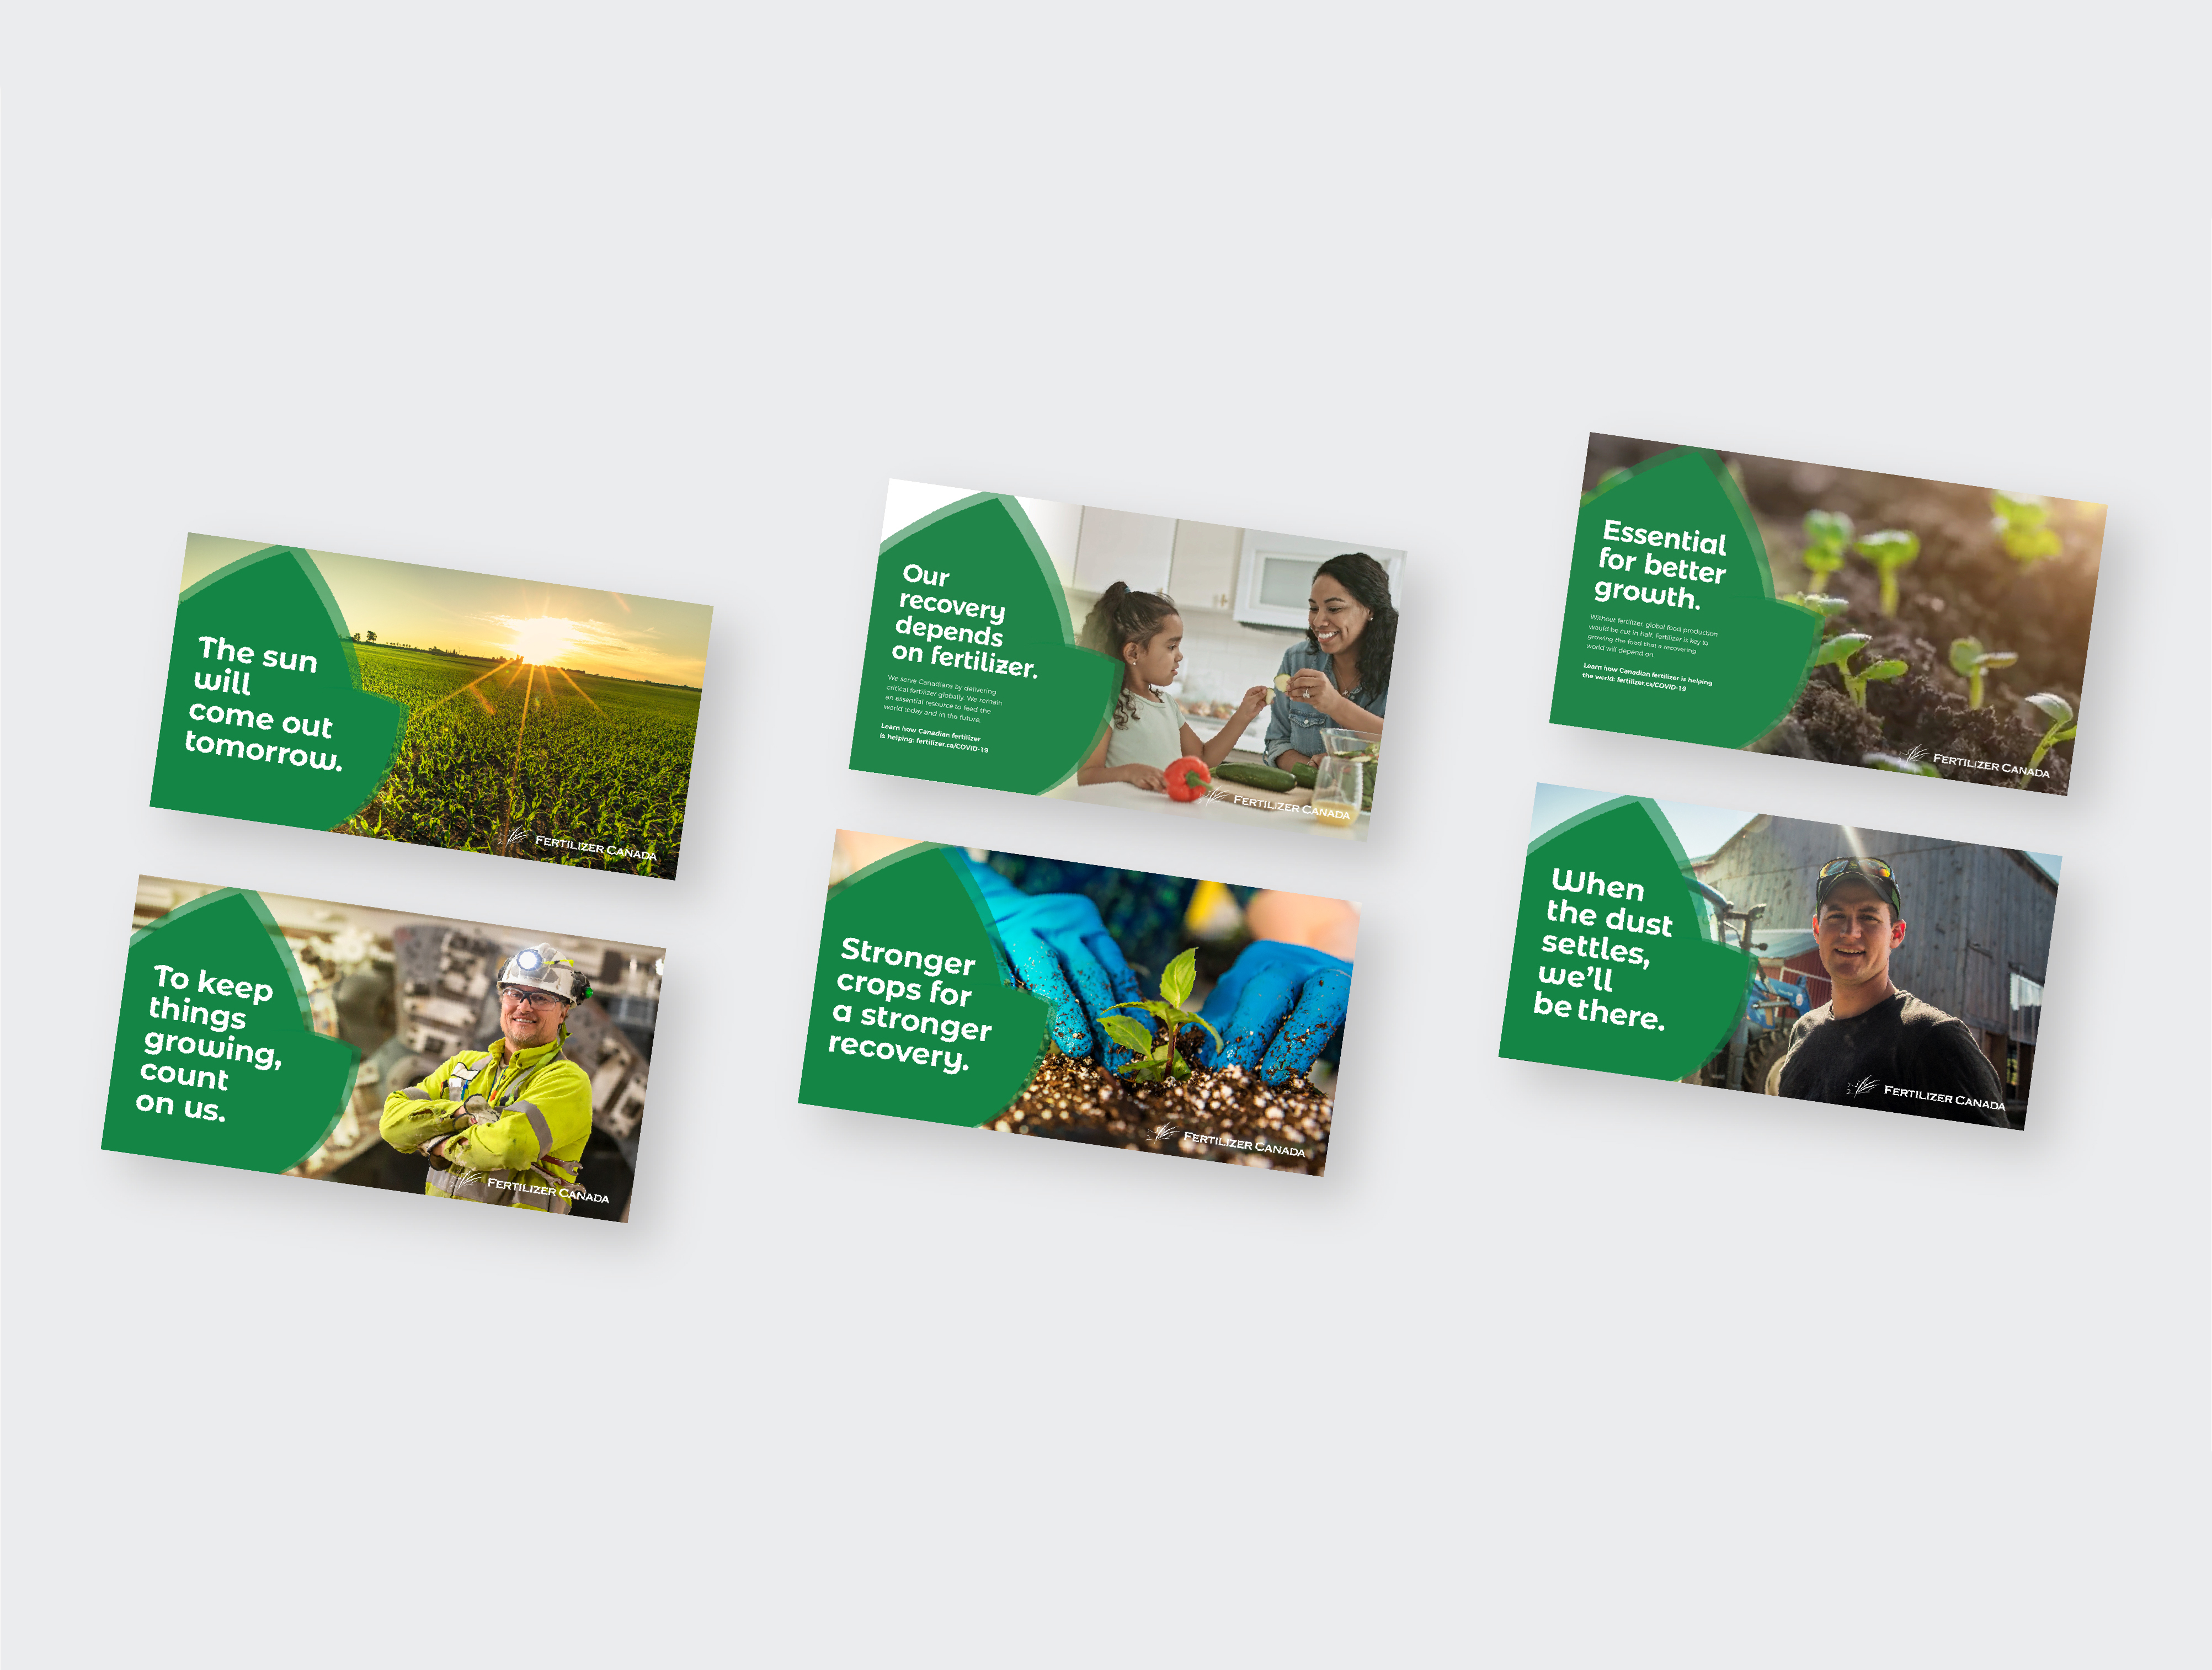 The sun
will
come out
tomorrow.
FERTILIZER CANADA
To keep
things
growing,
count
on us.
FERTILIZER CANADA
Our
recovery
depends
on fertilizer.
We serve Canadians by delivering
critical fertilizer globally. We remain
an essential resource to feed the
world today and in the future.
Learn how Canadian fertilizer
is helping: fertilizer.ca/COVID-19
FERTILIZER CANADA
Stronger
crops for
a stronger
recovery.
FERTILIZER CANADA
Essential
for better
growth.
Without fertilizer, global food production
would be cut in half. Fertilizer is key to
growing the food that a recovering
world will depend on.
Learn how Canadian fertilizer is helping
the world: fertilizer.ca/COVID-19
FERTILIZER CANADA
When
the dust
settles,
we'll
be there.
FERTILIZER CANADA